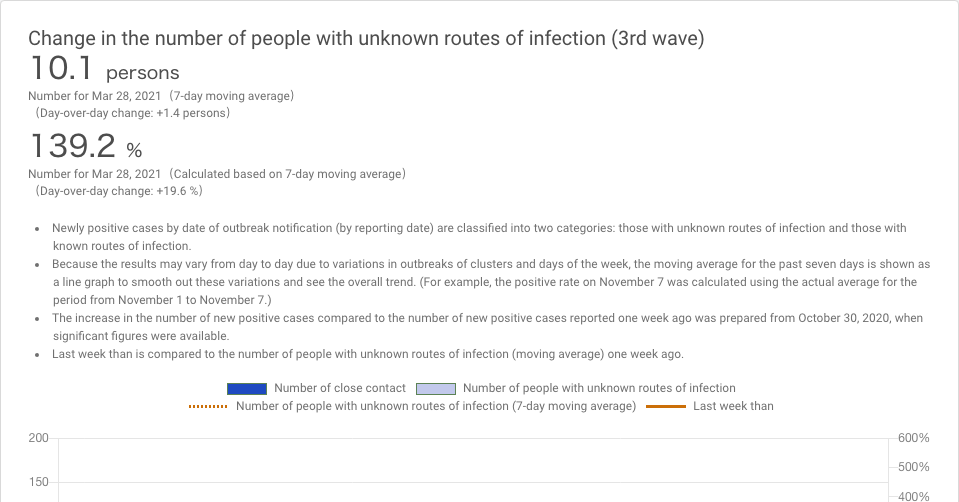 Change in the number of people with unknown routes of infection (3rd wave)
10.1 persons
Number for Mar 28, 2021（7-day moving average）
（Day-over-day change: +1.4 persons）
139.2 %
Number for Mar 28, 2021（Calculated based on 7-day moving average）
（Day-over-day change: +19.6 %）
• Newly positive cases by date of outbreak notification (by reporting date) are classified into two categories: those with unknown routes of infection and those with
known routes of infection.
• Because the results may vary from day to day due to variations in outbreaks of clusters and days of the week, the moving average for the past seven days is shown as
a line graph to smooth out these variations and see the overall trend. (For example, the positive rate on November 7 was calculated using the actual average for the
period from November 1 to November 7.)
• The increase in the number of new positive cases compared to the number of new positive cases reported one week ago was prepared from October 30, 2020, when
significant figures were available.
• Last week than is compared to the number of people with unknown routes of infection (moving average) one week ago.
Number of close contact Number of people with unknown routes of infection
Number of people with unknown routes of infection (7-day moving average) Last week than
200 600%
500%
150
400%